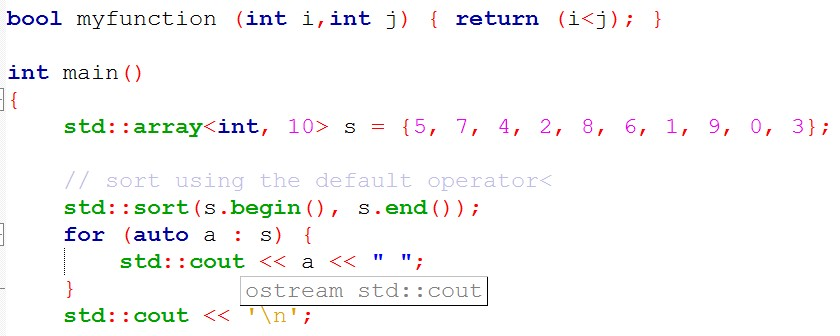 bool myfunction (int i,int j) { return (i<j); }
int main()
{
std::array<int, 10> s = {5, 7, 4, 2, 8, 6, 1, 9, 0, 3};
// sort using the default operator<
std::sort(s.begin(), s.end());
for (auto a : s) {
std::cout << a << " ";
}
ostream std::cout
std::cout << '\n';